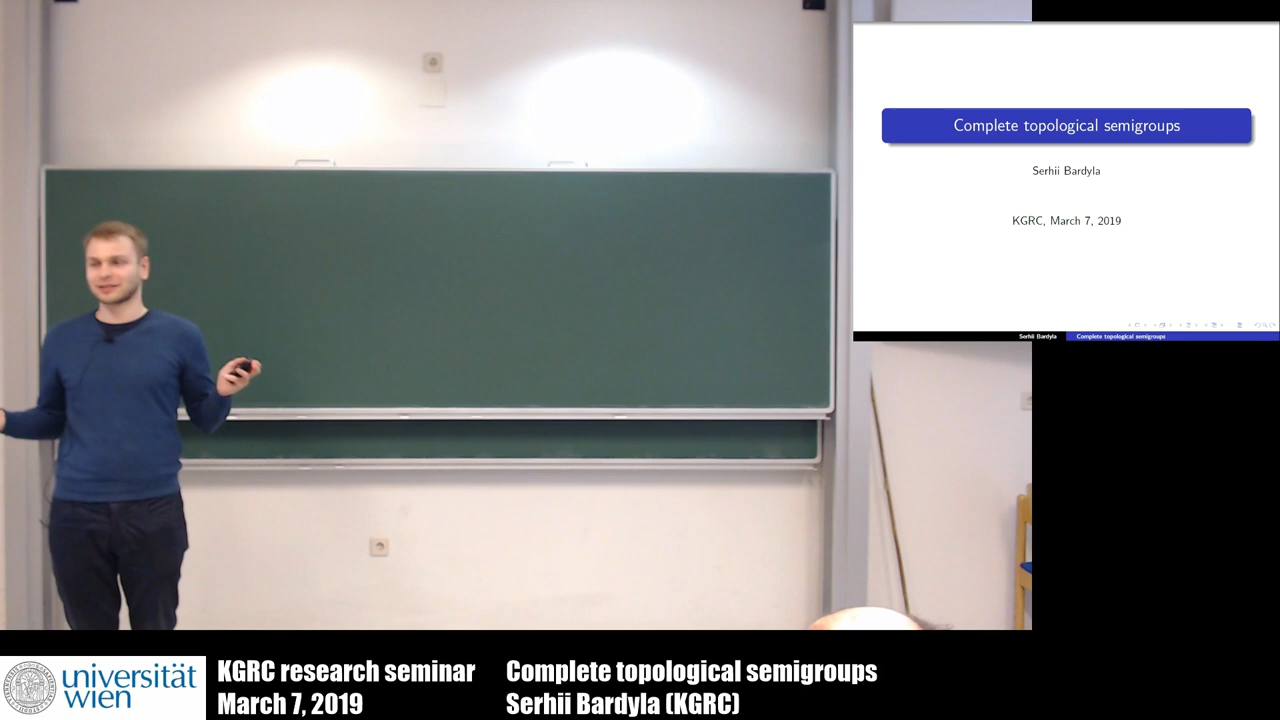 Complete topological semigroups
Serhii Bardyla
KGRC, March 7, 2019
Serhii Bardyla Complete topological semigroups
universität
wien
KGRC research seminar
March 7, 2019
Complete topological semigroups
Serhii Bardyla (KGRC)